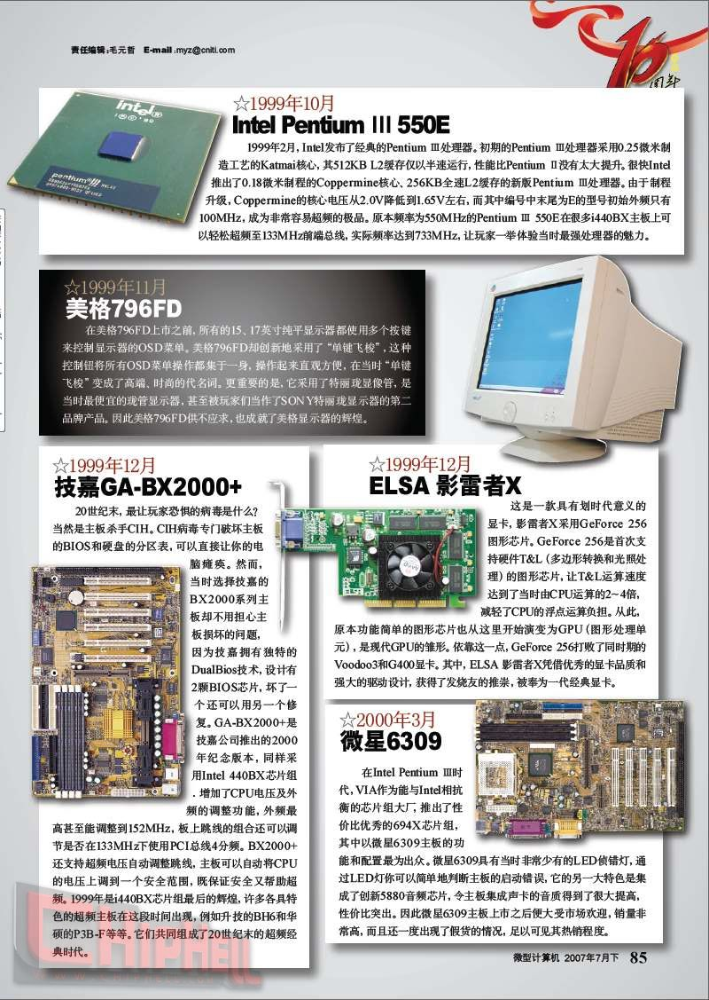 责任编辑:毛元哲 E-mail:myz@cniti.com
10
周年
☆1999年10月
Intel Pentium III 550E
1999年2月，Intel发布了经典的Pentium Ⅲ处理器。初期的Pentium Ⅲ处理器采用0.25微米制
造工艺的Katmai核心，其512KB L2缓存仅以半速运行，性能比Pentium Ⅱ没有太大提升。很快Intel
推出了0.18微米制程的Coppermine核心、256KB全速L2缓存的新版Pentium Ⅲ处理器。由于制程
升级，Coppermine的核心电压从2.0V降低到1.65V左右，而其中编号中末尾为E的型号初始外频只有
100MHz，成为非常容易超频的极品。原本频率为550MHz的Pentium Ⅲ 550E在很多i440BX主板上可
以轻松超频至133MHz前端总线，实际频率达到733MHz，让玩家一举体验当时最强处理器的魅力。
intel
pentium III
☆1999年11月
美格796FD
在美格796FD上市之前，所有的15、17英寸纯平显示器都使用多个按键
来控制显示器的OSD菜单。美格796FD却创新地采用了“单键飞梭”，这种
控制钮将所有OSD菜单操作都集于一身，操作起来直观方便，在当时“单键
飞梭”变成了高端、时尚的代名词。更重要的是，它采用了特丽珑显像管，是
当时最便宜的珑管显示器，甚至被玩家们当作了SONY特丽珑显示器的第二
品牌产品。因此美格796FD供不应求，也成就了美格显示器的辉煌。
☆1999年12月
技嘉GA-BX2000+
20世纪末，最让玩家恐惧的病毒是什么？
当然是主板杀手CIH。CIH病毒专门破坏主板
的BIOS和硬盘的分区表，可以直接让你的电
脑瘫痪。然而，
当时选择技嘉的
BX2000系列主
板却不用担心主
板损坏的问题，
因为技嘉拥有独特的
DualBios技术，设计有
2颗BIOS芯片，坏了一
个还可以用另一个修
复。GA-BX2000+是
技嘉公司推出的2000
年纪念版本，同样采
用Intel 440BX芯片组
．增加了CPU电压及外
频的调整功能，外频最
高甚至能调整到152MHz，板上跳线的组合还可以调
节是否在133MHz下使用PCI总线4分频。BX2000+
还支持超频电压自动调整跳线，主板可以自动将CPU
的电压上调到一个安全范围，既保证安全又帮助超
频。1999年是i440BX芯片组最后的辉煌，许多各具特
色的超频主板在这段时间出现，例如升技的BH6和华
硕的P3B-F等等。它们共同组成了20世纪末的超频经
典时代。
☆1999年12月
ELSA 影雷者X
这是一款具有划时代意义的
显卡，影雷者X采用GeForce 256
图形芯片。GeForce 256是首次支
持硬件T&L（多边形转换和光照处
理）的图形芯片，让T&L运算速度
达到了当时由CPU运算的2～4倍，
减轻了CPU的浮点运算负担。从此，
原本功能简单的图形芯片也从这里开始演变为GPU（图形处理单
元），是现代GPU的雏形。依靠这一点，GeForce 256打败了同时期的
Voodoo3和G400显卡。其中，ELSA 影雷者X凭借优秀的显卡品质和
强大的驱动设计，获得了发烧友的推崇，被奉为一代经典显卡。
☆2000年3月
微星6309
在Intel Pentium Ⅲ时
代，VIA作为能与Intel相抗
衡的芯片组大厂，推出了性
价比优秀的694X芯片组，
其中以微星6309主板的功
能和配置最为出众。微星6309具有当时非常少有的LED侦错灯，通
过LED灯你可以简单地判断主板的启动错误，它的另一大特色是集
成了创新5880音频芯片，令主板集成声卡的音质得到了很大提高，
性价比突出。因此微星6309主板上市之后便大受市场欢迎，销量非
常高，而且还一度出现了假货的情况，足以可见其热销程度。
CHIPHELL
WWW.CHIPHELL.COM
微型计算机 2007年7月下 85